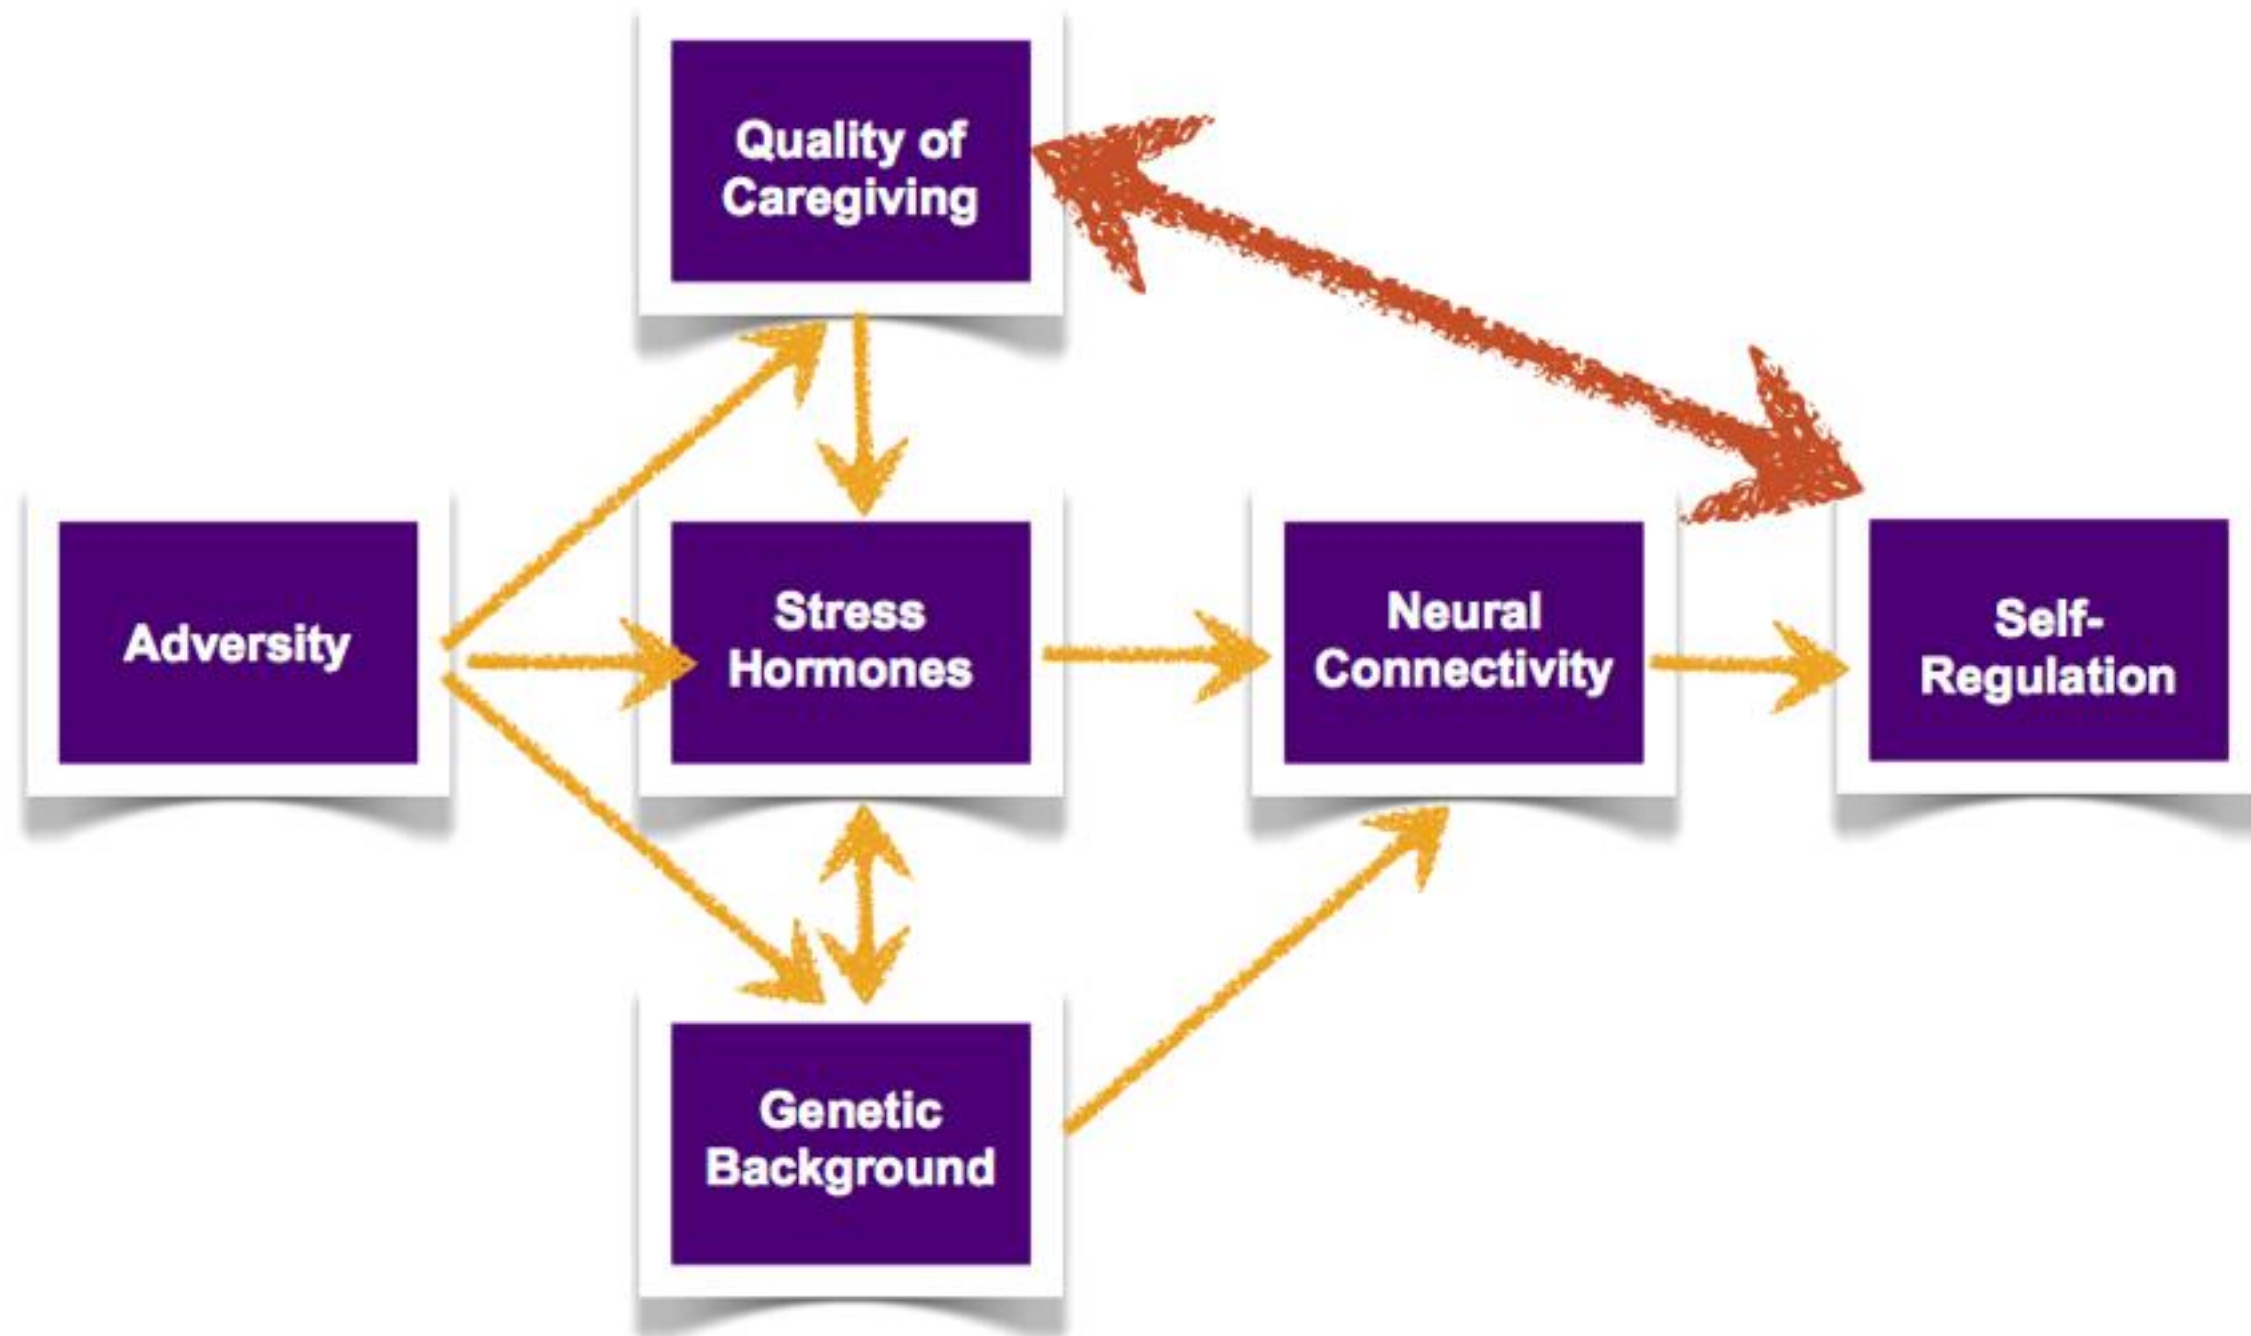 Quality of
Caregiving
Adversity
Stress
Hormones
Neural
Connectivity
Self-
Regulation
Genetic
Background